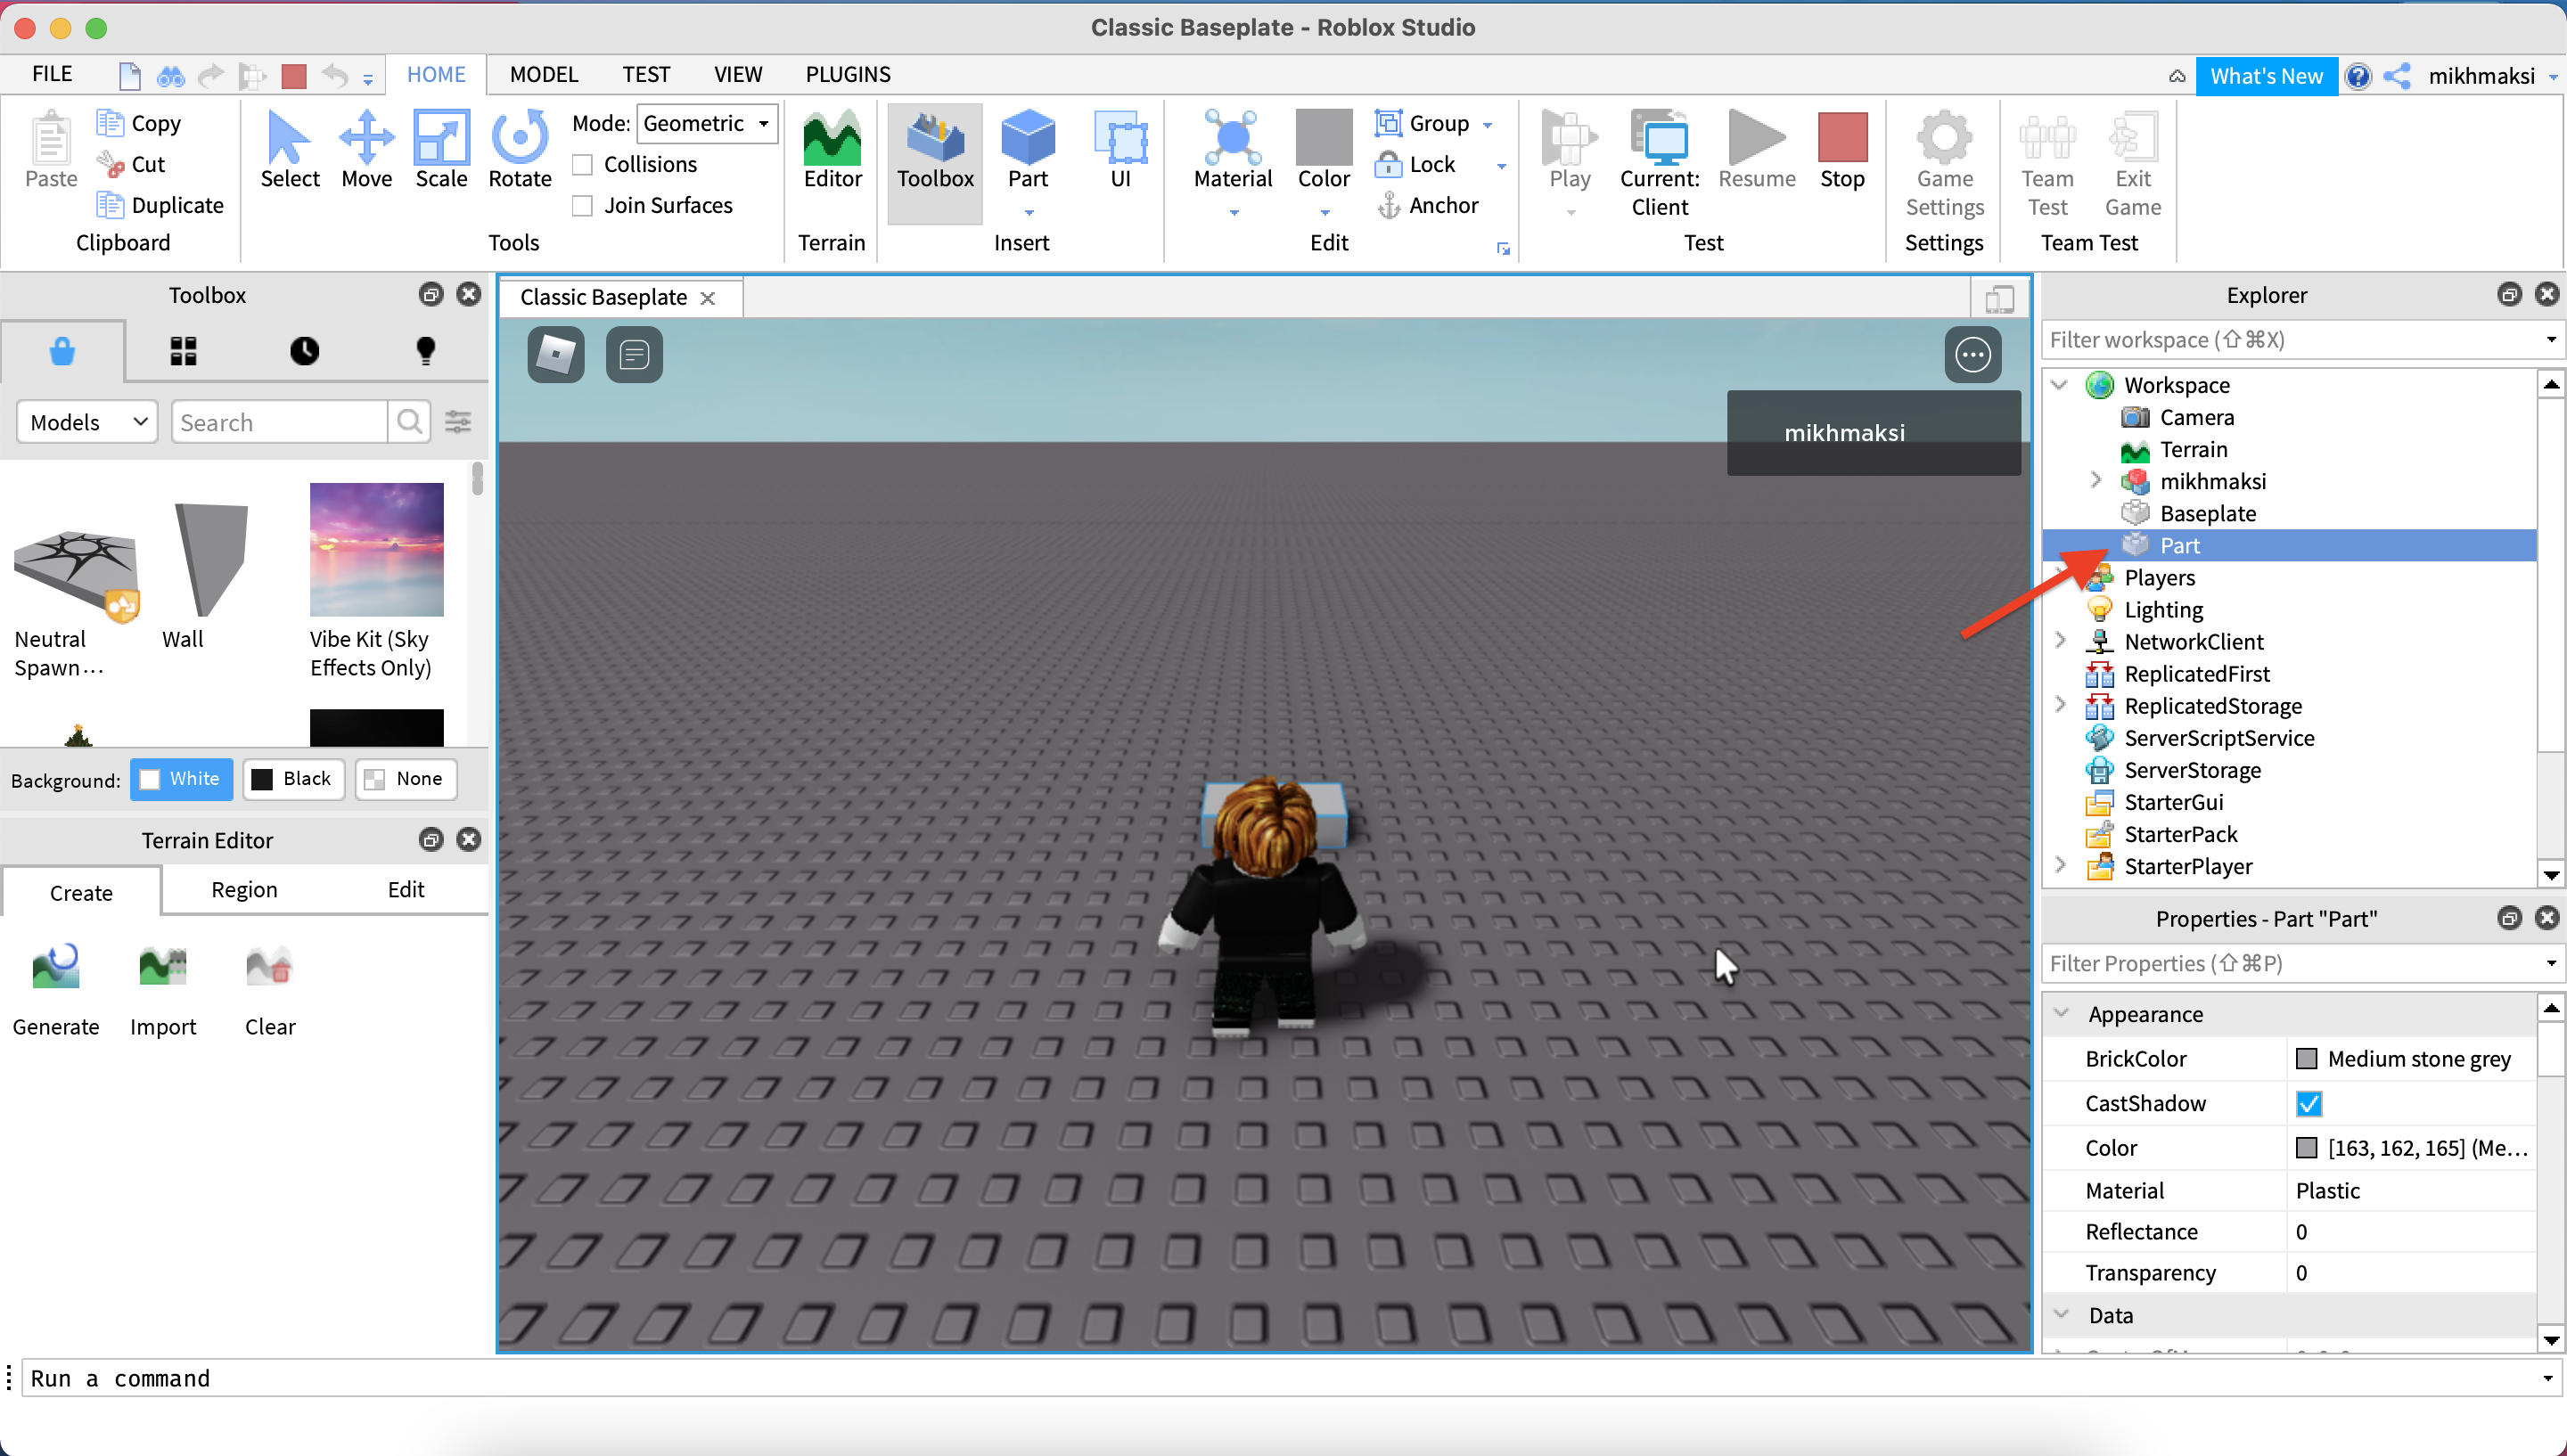 Classic Baseplate - Roblox Studio
FILE HOME MODEL TEST VIEW PLUGINS What's New mikhmaksi
Paste Copy Cut Duplicate
Clipboard
Select Move Scale Rotate
Mode: Geometric
Collisions
Join Surfaces
Tools
Editor
Terrain
Toolbox Part UI
Insert
Material Color
Group
Lock
Anchor
Edit
Play
Current: Client
Resume
Stop
Test
Game Settings
Settings
Team Test
Exit Game
Team Test
Toolbox
Models
Search
Neutral Spawn...
Wall
Vibe Kit (Sky Effects Only)
Background: White Black None
Terrain Editor
Create Region Edit
Generate Import Clear
Classic Baseplate
mikhmaksi
Explorer
Filter workspace (⇧⌘X)
Workspace
Camera
Terrain
mikhmaksi
Baseplate
Part
Players
Lighting
NetworkClient
ReplicatedFirst
ReplicatedStorage
ServerScriptService
ServerStorage
StarterGui
StarterPack
StarterPlayer
Properties - Part "Part"
Filter Properties (⇧⌘P)
Appearance
BrickColor Medium stone grey
CastShadow
Color [163, 162, 165] (Me...
Material Plastic
Reflectance 0
Transparency 0
Data
Run a command